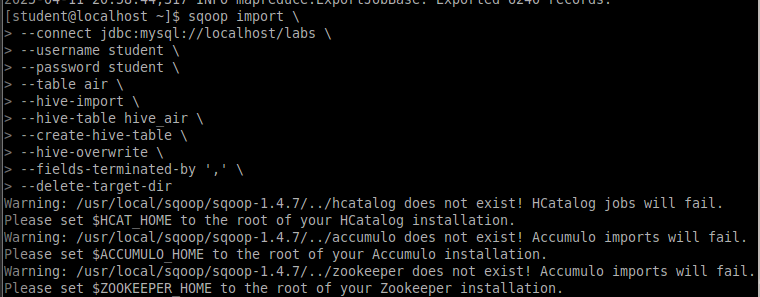 2025-04-11 20:38:44,317 INFO mapreduce.ExportJobBase: Exported 6240 records.
[student@localhost ~]$ sqoop import \
> --connect jdbc:mysql://localhost/labs \
> --username student \
> --password student \
> --table air \
> --hive-import \
> --hive-table hive_air \
> --create-hive-table \
> --hive-overwrite \
> --fields-terminated-by ',' \
> --delete-target-dir
Warning: /usr/local/sqoop/sqoop-1.4.7/../hcatalog does not exist! HCatalog jobs will fail.
Please set $HCAT_HOME to the root of your HCatalog installation.
Warning: /usr/local/sqoop/sqoop-1.4.7/../accumulo does not exist! Accumulo imports will fail.
Please set $ACCUMULO_HOME to the root of your Accumulo installation.
Warning: /usr/local/sqoop/sqoop-1.4.7/../zookeeper does not exist! Accumulo imports will fail.
Please set $ZOOKEEPER_HOME to the root of your Zookeeper installation.